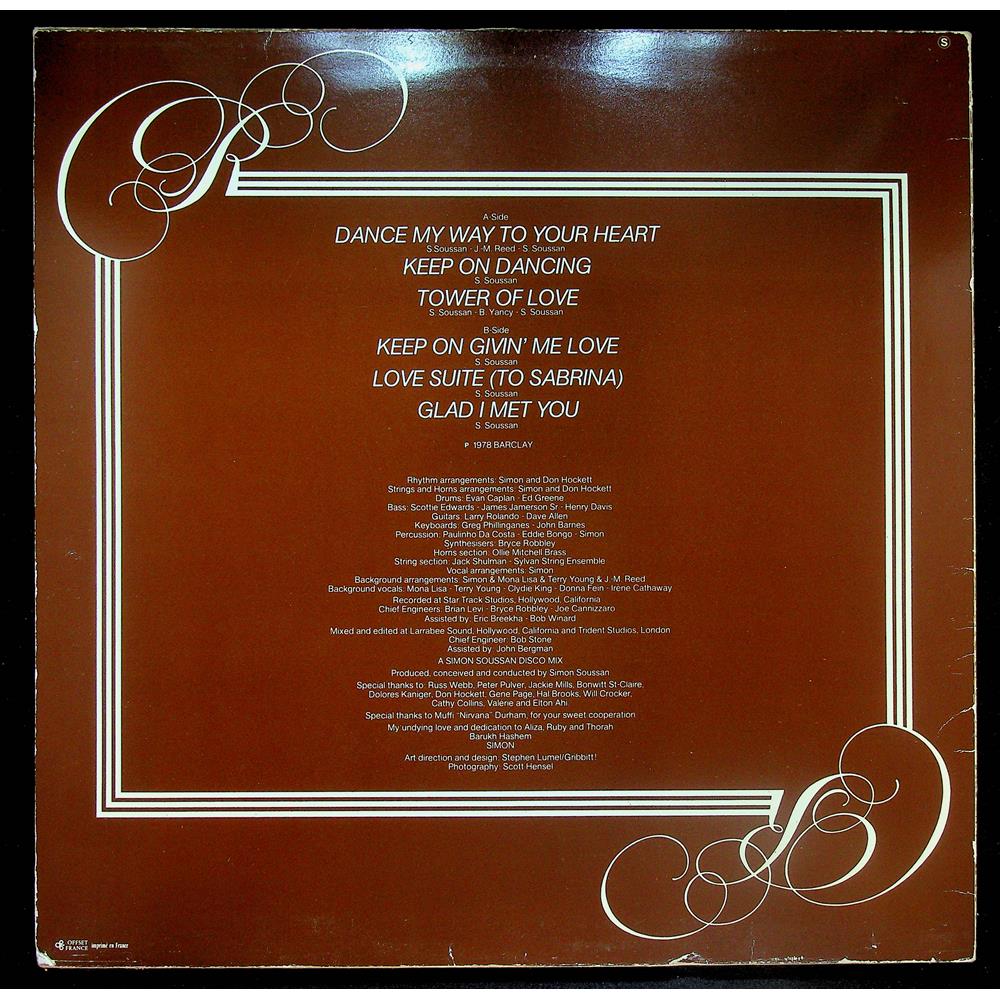 S
A-Side
DANCE MY WAY TO YOUR HEART
S. Soussan - J.-M. Reed - S. Soussan
KEEP ON DANCING
S. Soussan
TOWER OF LOVE
S. Soussan - B. Yancy - S. Soussan
B-Side
KEEP ON GIVIN' ME LOVE
S. Soussan
LOVE SUITE (TO SABRINA)
S. Soussan
GLAD I MET YOU
S. Soussan
P 1978 BARCLAY
Rhythm arrangements: Simon and Don Hockett
Strings and Horns arrangements: Simon and Don Hockett
Drums: Evan Caplan - Ed Greene
Bass: Scottie Edwards - James Jamerson Sr - Henry Davis
Guitars: Larry Rolando - Dave Allen
Keyboards: Greg Phillinganes - John Barnes
Percussion: Paulinho Da Costa - Eddie Bongo - Simon
Synthesisers: Bryce Robbley
Horns section: Ollie Mitchell Brass
String section: Jack Shulman - Sylvan String Ensemble
Vocal arrangements: Simon
Background arrangements: Simon & Mona Lisa & Terry Young & J.-M. Reed
Background vocals: Mona Lisa - Terry Young - Clydie King - Donna Fein - Irene Cathaway
Recorded at Star Track Studios, Hollywood, California
Chief Engineers: Brian Levi - Bryce Robbley - Joe Cannizzaro
Assisted by: Eric Breekha - Bob Winard
Mixed and edited at Larrabee Sound, Hollywood, California and Trident Studios, London
Chief Engineer: Bob Stone
Assisted by: John Bergman
A SIMON SOUSSAN DISCO MIX
Produced, conceived and conducted by Simon Soussan
Special thanks to: Russ Webb, Peter Pulver, Jackie Mills, Bonwitt St-Claire,
Dolores Kaniger, Don Hockett, Gene Page, Hal Brooks, Will Crocker,
Cathy Collins, Valérie and Elton Ahi.
Special thanks to Muffi "Nirvana" Durham, for your sweet cooperation
My undying love and dedication to Aliza, Ruby and Thorah
Barukh Hashem
SIMON
Art direction and design: Stephen Lumel/Gribbitt!
Photography: Scott Hensel
OFFSET FRANCE imprimé en France